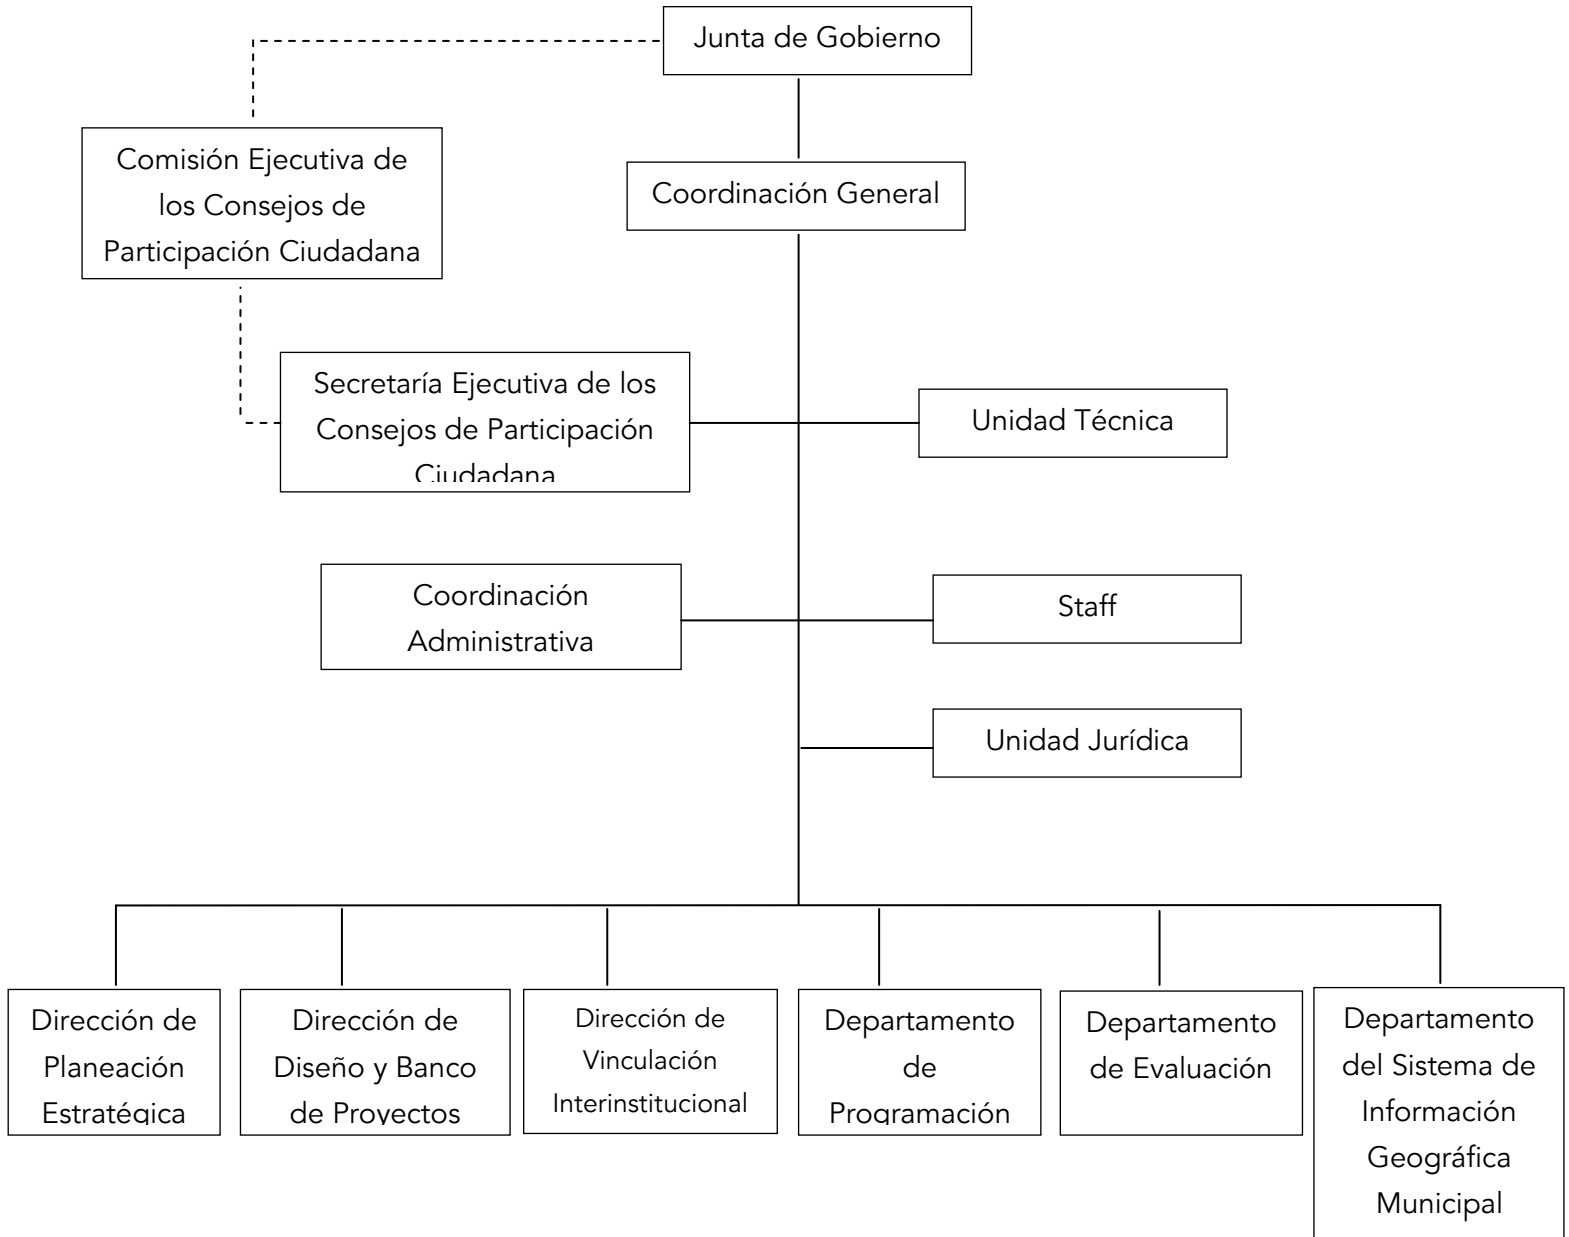 Junta de Gobierno
Comisión Ejecutiva de
los Consejos de
Participación Ciudadana
Coordinación General
Secretaría Ejecutiva de los
Consejos de Participación
Ciudadana
Unidad Técnica
Coordinación
Administrativa
Staff
Unidad Jurídica
Dirección de
Planeación
Estratégica
Dirección de
Diseño y Banco
de Proyectos
Dirección de
Vinculación
Interinstitucional
Departamento
de
Programación
Departamento
de Evaluación
Departamento
del Sistema de
Información
Geográfica
Municipal